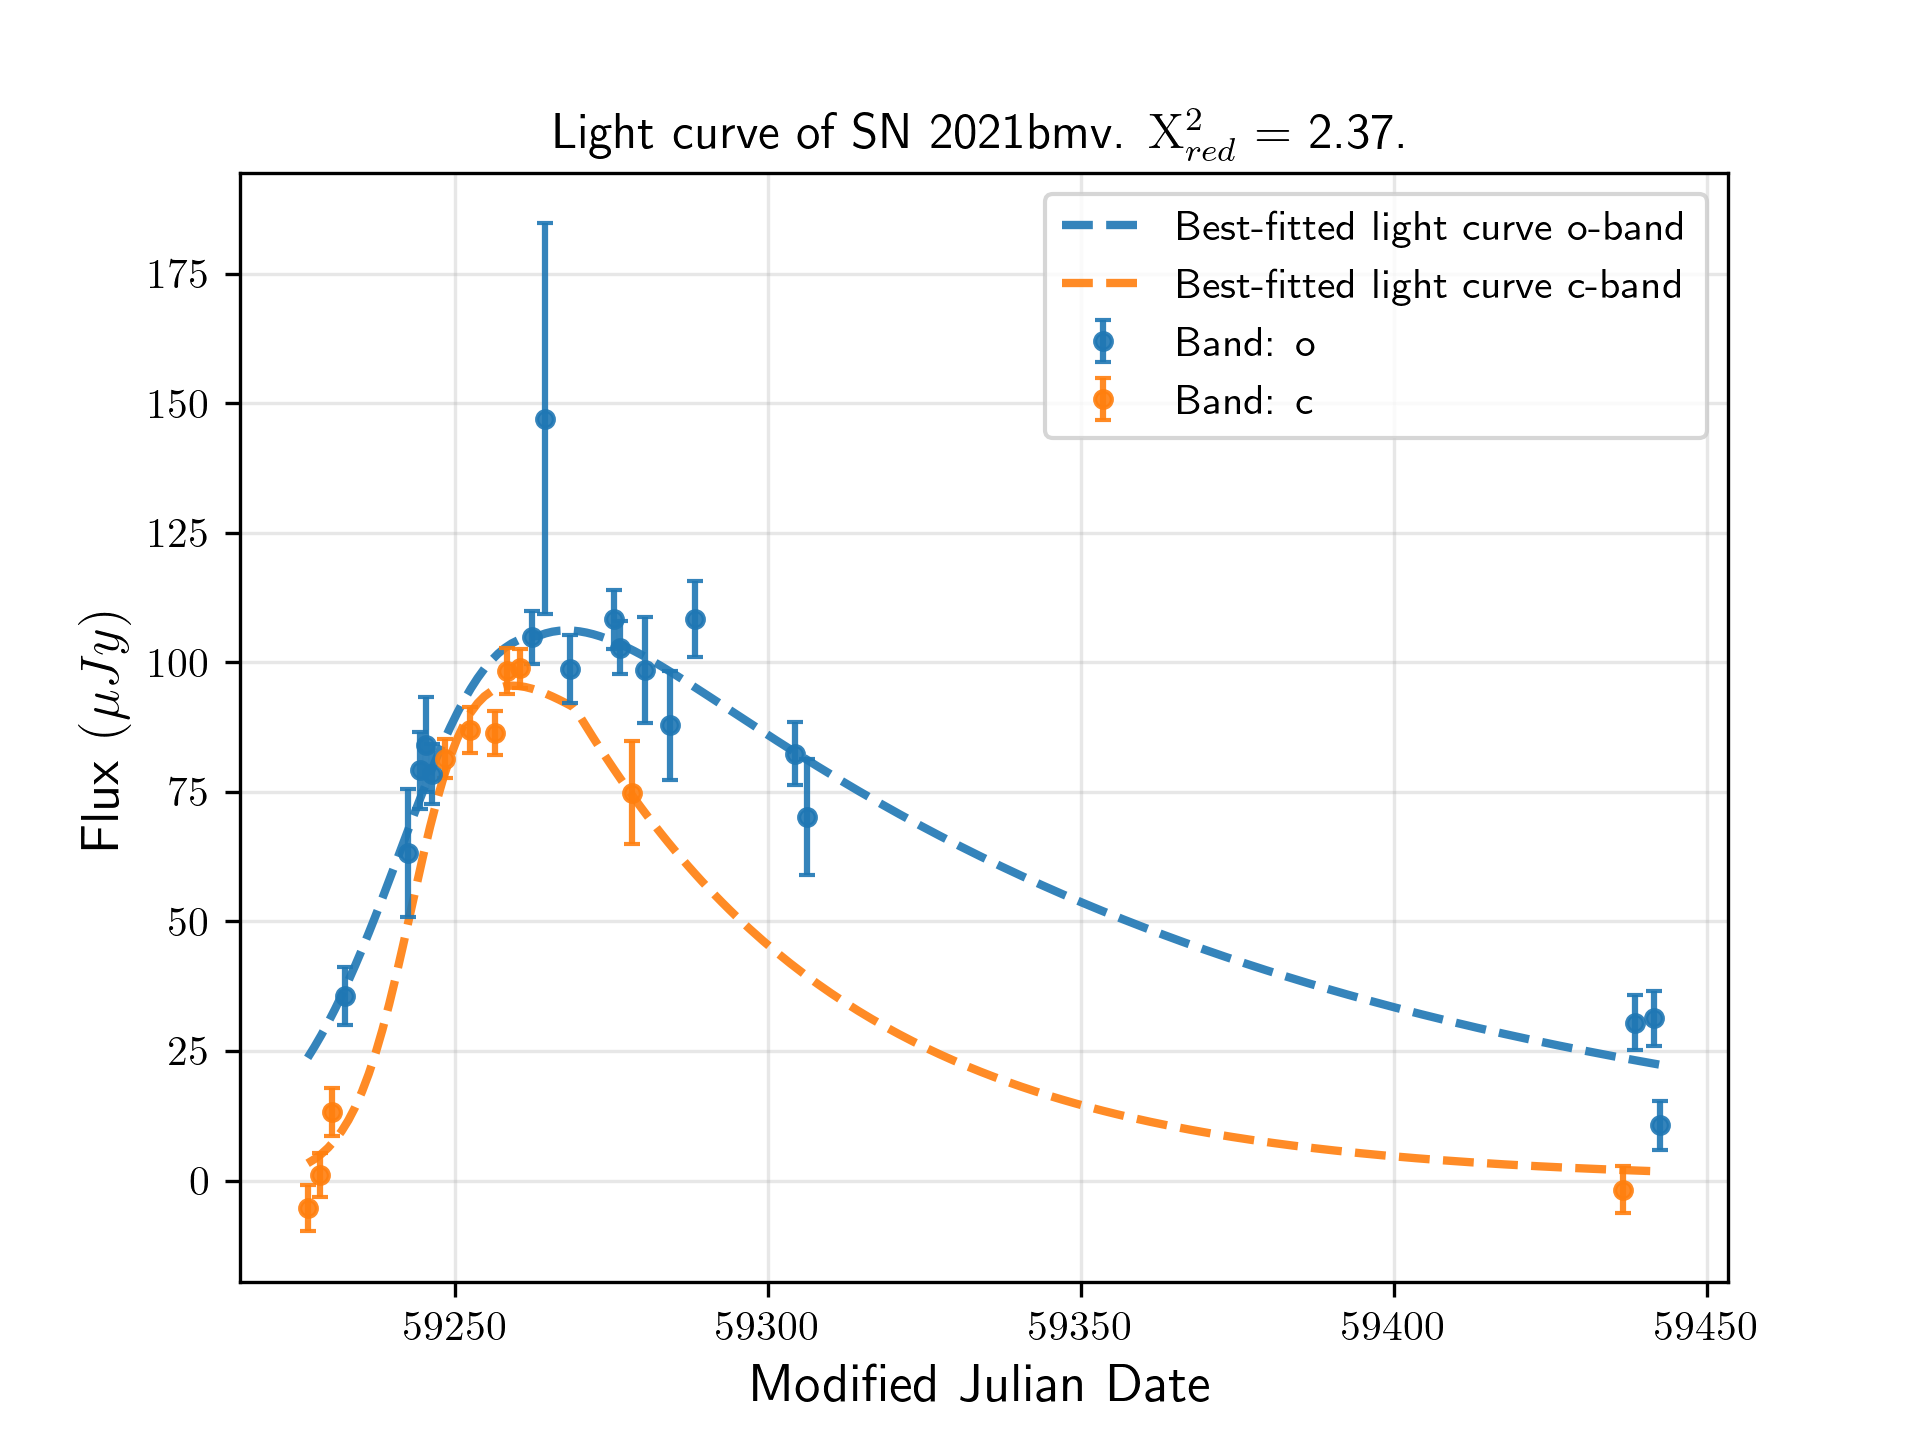 Light curve of SN 2021bmv. X²_red = 2.37.
Best-fitted light curve o-band
Best-fitted light curve c-band
Band: o
Band: c
Flux (μJy)
175
150
125
100
75
50
25
0
59250 59300 59350 59400 59450
Modified Julian Date